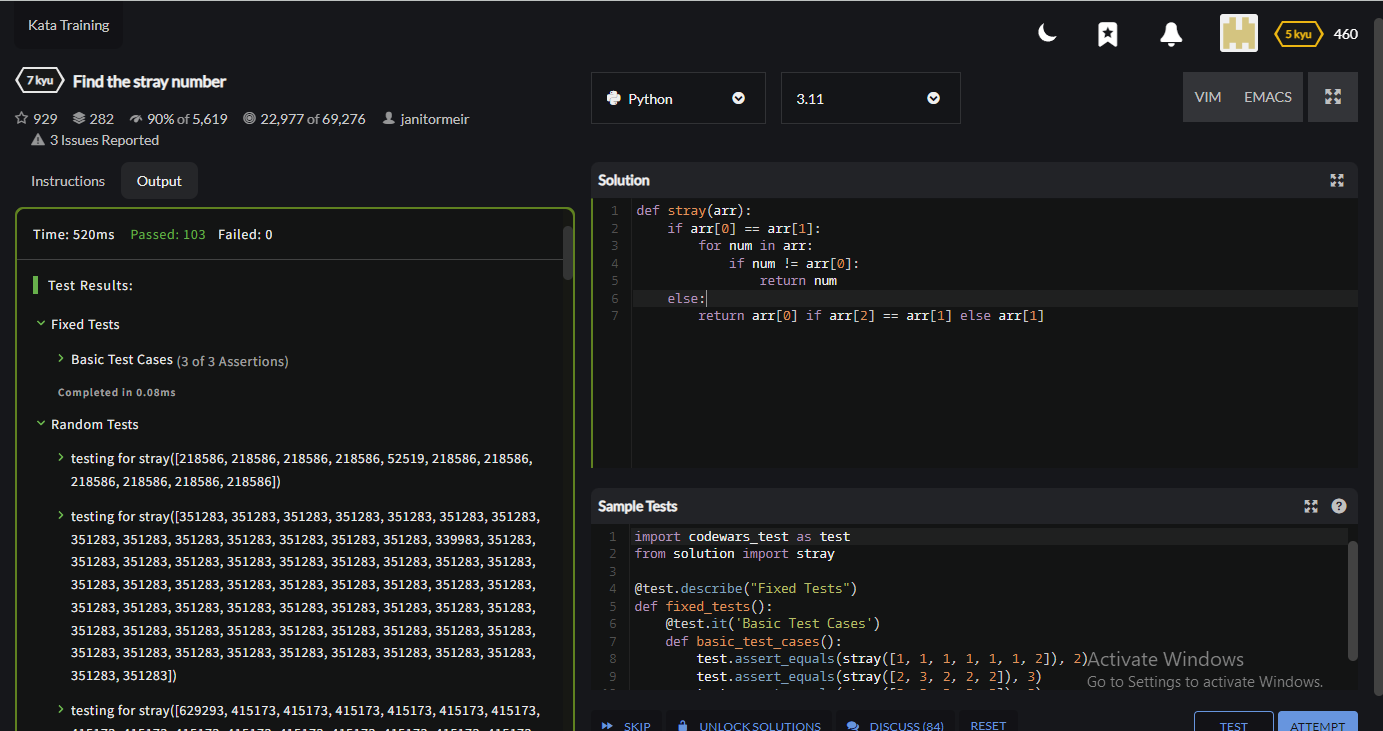 Kata Training
5 kyu 460
7 kyu Find the stray number
929 282 90% of 5,619 22,977 of 69,276 janitormeir
3 Issues Reported
Instructions Output
Time: 520ms Passed: 103 Failed: 0
Test Results:
Fixed Tests
Basic Test Cases (3 of 3 Assertions)
Completed in 0.08ms
Random Tests
testing for stray([218586, 218586, 218586, 218586, 52519, 218586, 218586,
218586, 218586, 218586, 218586])
testing for stray([351283, 351283, 351283, 351283, 351283, 351283, 351283,
351283, 351283, 351283, 351283, 351283, 351283, 351283, 339983, 351283,
351283, 351283, 351283, 351283, 351283, 351283, 351283, 351283, 351283,
351283, 351283, 351283, 351283, 351283, 351283, 351283, 351283, 351283,
351283, 351283, 351283, 351283, 351283, 351283, 351283, 351283, 351283,
351283, 351283, 351283, 351283, 351283, 351283, 351283, 351283, 351283,
351283, 351283, 351283, 351283, 351283, 351283, 351283, 351283, 351283,
351283, 351283])
testing for stray([629293, 415173, 415173, 415173, 415173, 415173, 415173,
Python 3.11
VIM EMACS
Solution
1 def stray(arr):
2 if arr[0] == arr[1]:
3 for num in arr:
4 if num != arr[0]:
5 return num
6 else:
7 return arr[0] if arr[2] == arr[1] else arr[1]
Sample Tests
1 import codewars_test as test
2 from solution import stray
3
4 @test.describe("Fixed Tests")
5 def fixed_tests():
6 @test.it('Basic Test Cases')
7 def basic_test_cases():
8 test.assert_equals(stray([1, 1, 1, 1, 1, 1, 2]), 2)
9 test.assert_equals(stray([2, 3, 2, 2, 2]), 3)
Activate Windows
Go to Settings to activate Windows.
SKIP UNLOCK SOLUTIONS DISCUSS (84) RESET TEST ATTEMPT